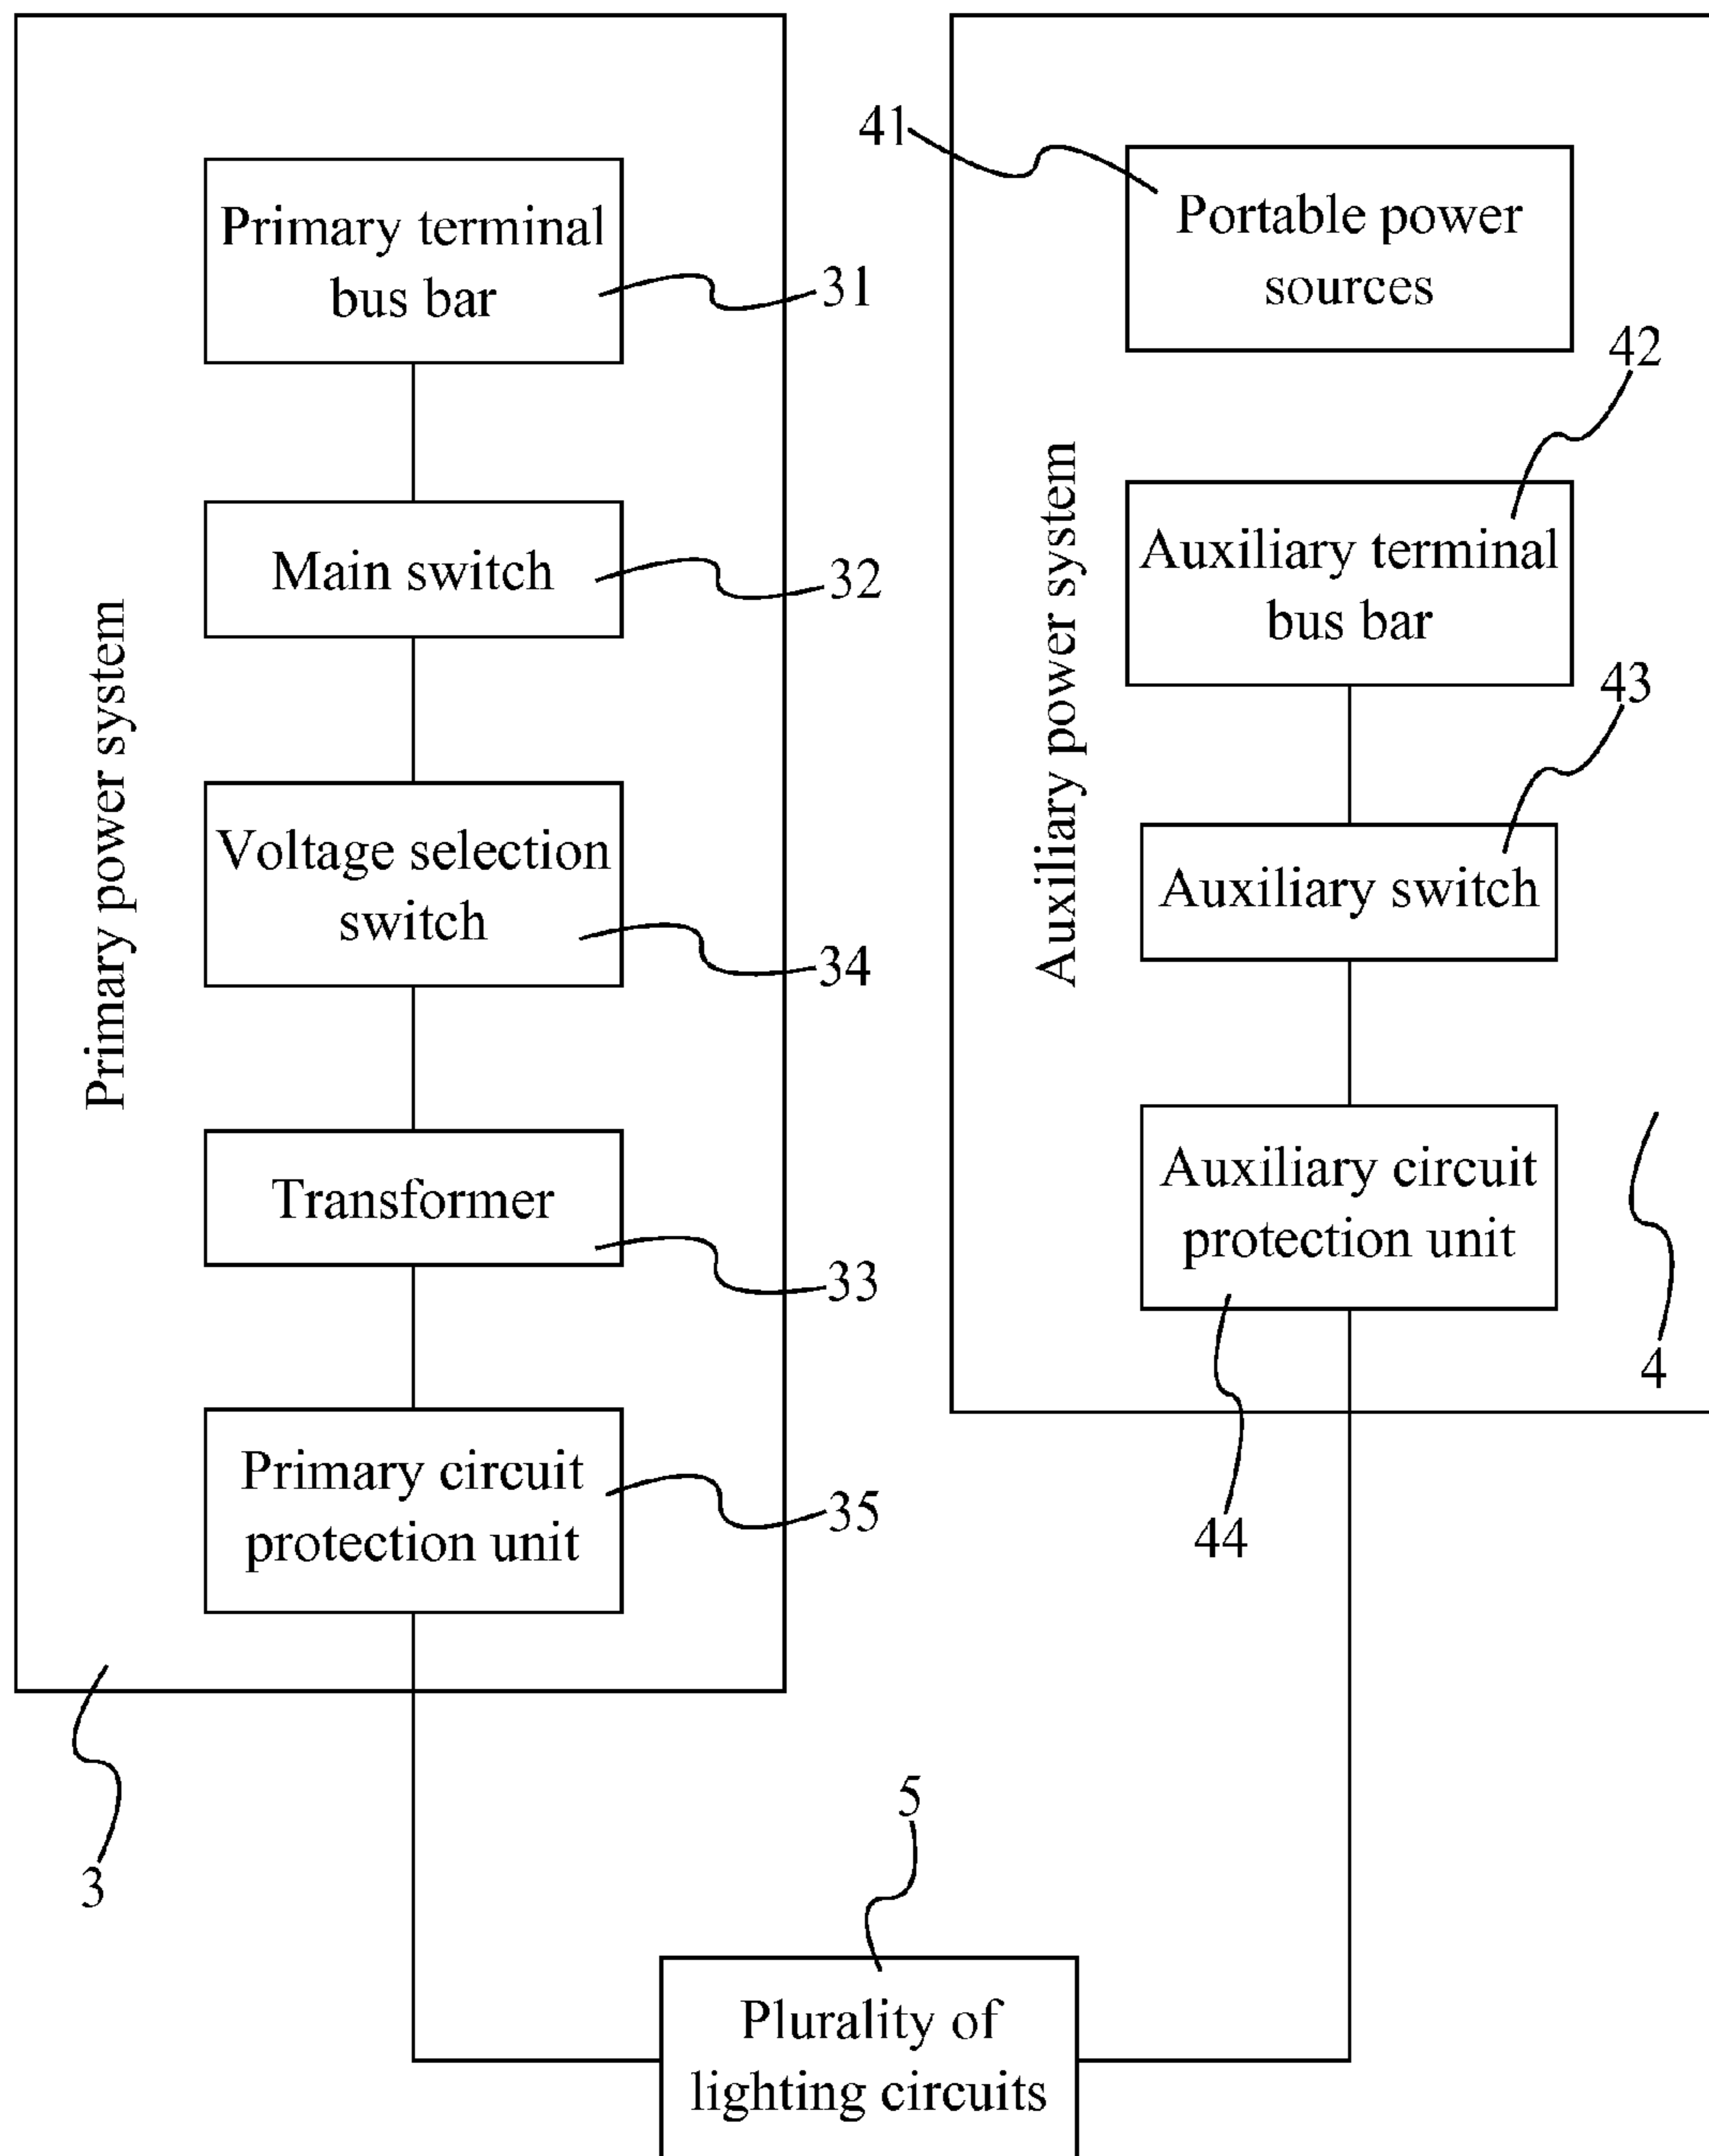 Primary power system
Primary terminal
bus bar
31
Main switch
32
Voltage selection
switch
34
Transformer
33
Primary circuit
protection unit
35
3
Auxiliary power system
41
Portable power
sources
42
Auxiliary terminal
bus bar
43
Auxiliary switch
Auxiliary circuit
protection unit
44
4
5
Plurality of
lighting circuits